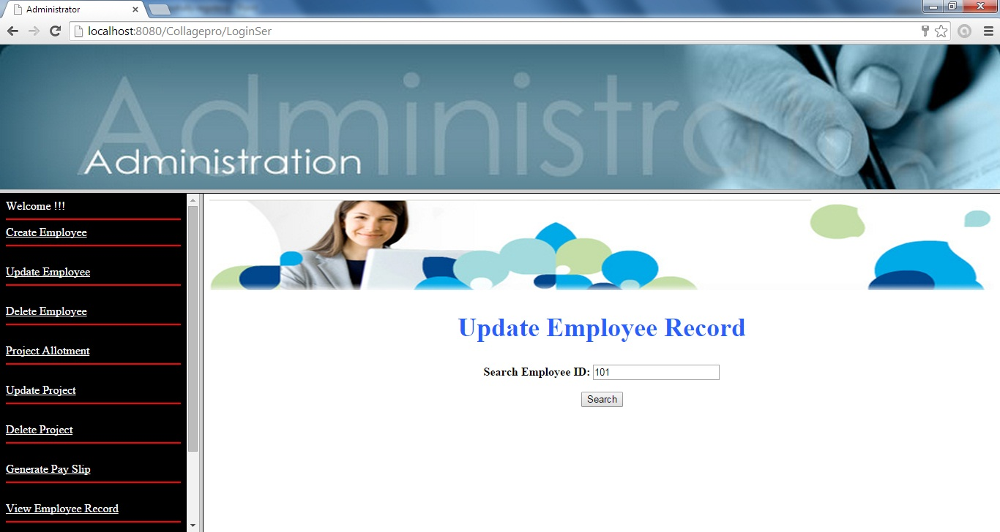 Administrator
localhost:8080/Collagepro/LoginSer
Administrator
Administration
Welcome !!!
Create Employee
Update Employee
Delete Employee
Project Allotment
Update Project
Delete Project
Generate Pay Slip
View Employee Record
Update Employee Record
Search Employee ID: 101
Search